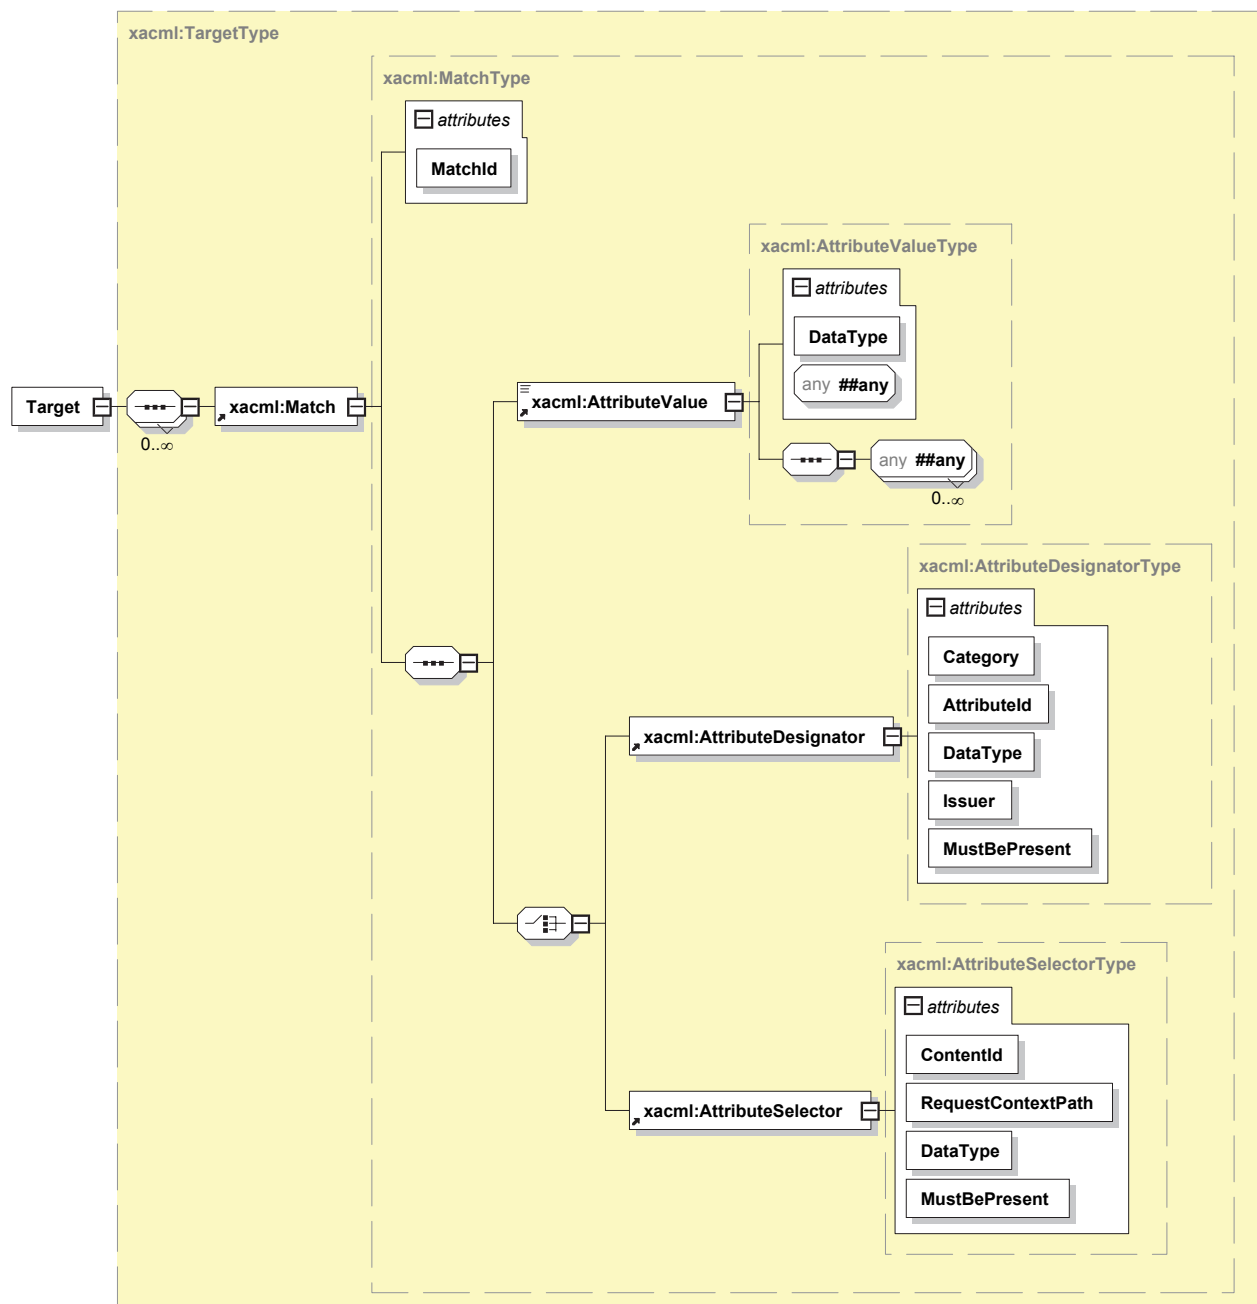 xacml:TargetType
xacml:MatchType
attributes
MatchId
xacml:AttributeValueType
attributes
DataType
any ##any
Target
xacml:Match
xacml:AttributeValue
0..∞
any ##any
0..∞
xacml:AttributeDesignatorType
attributes
Category
AttributeId
xacml:AttributeDesignator
DataType
Issuer
MustBePresent
xacml:AttributeSelectorType
attributes
ContentId
RequestContextPath
xacml:AttributeSelector
DataType
MustBePresent